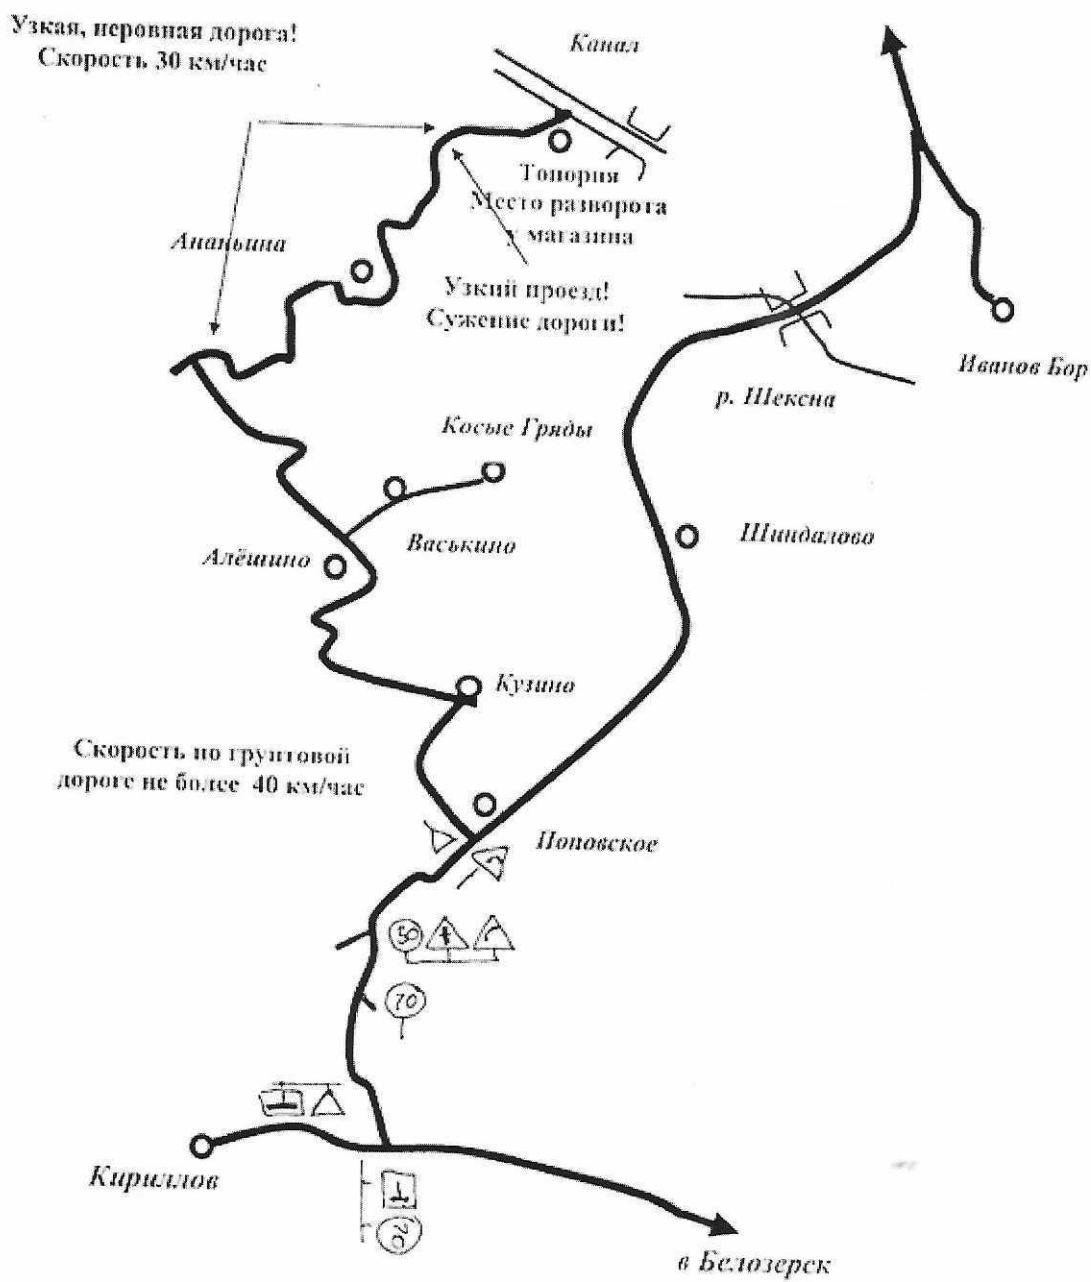 Узкая, неровная дорога!
Скорость 30 км/час
Канал
Топорня
Место разворота
у магазина
Ананьина
Узкий проезд!
Сужение дороги!
Иванов Бор
р. Шексна
Косые Гряды
Шиндалово
Васькино
Алёшино
Кузино
Скорость по грунтовой
дороге не более 40 км/час
Поповское
50
70
Кириллов
70
в Белозерск